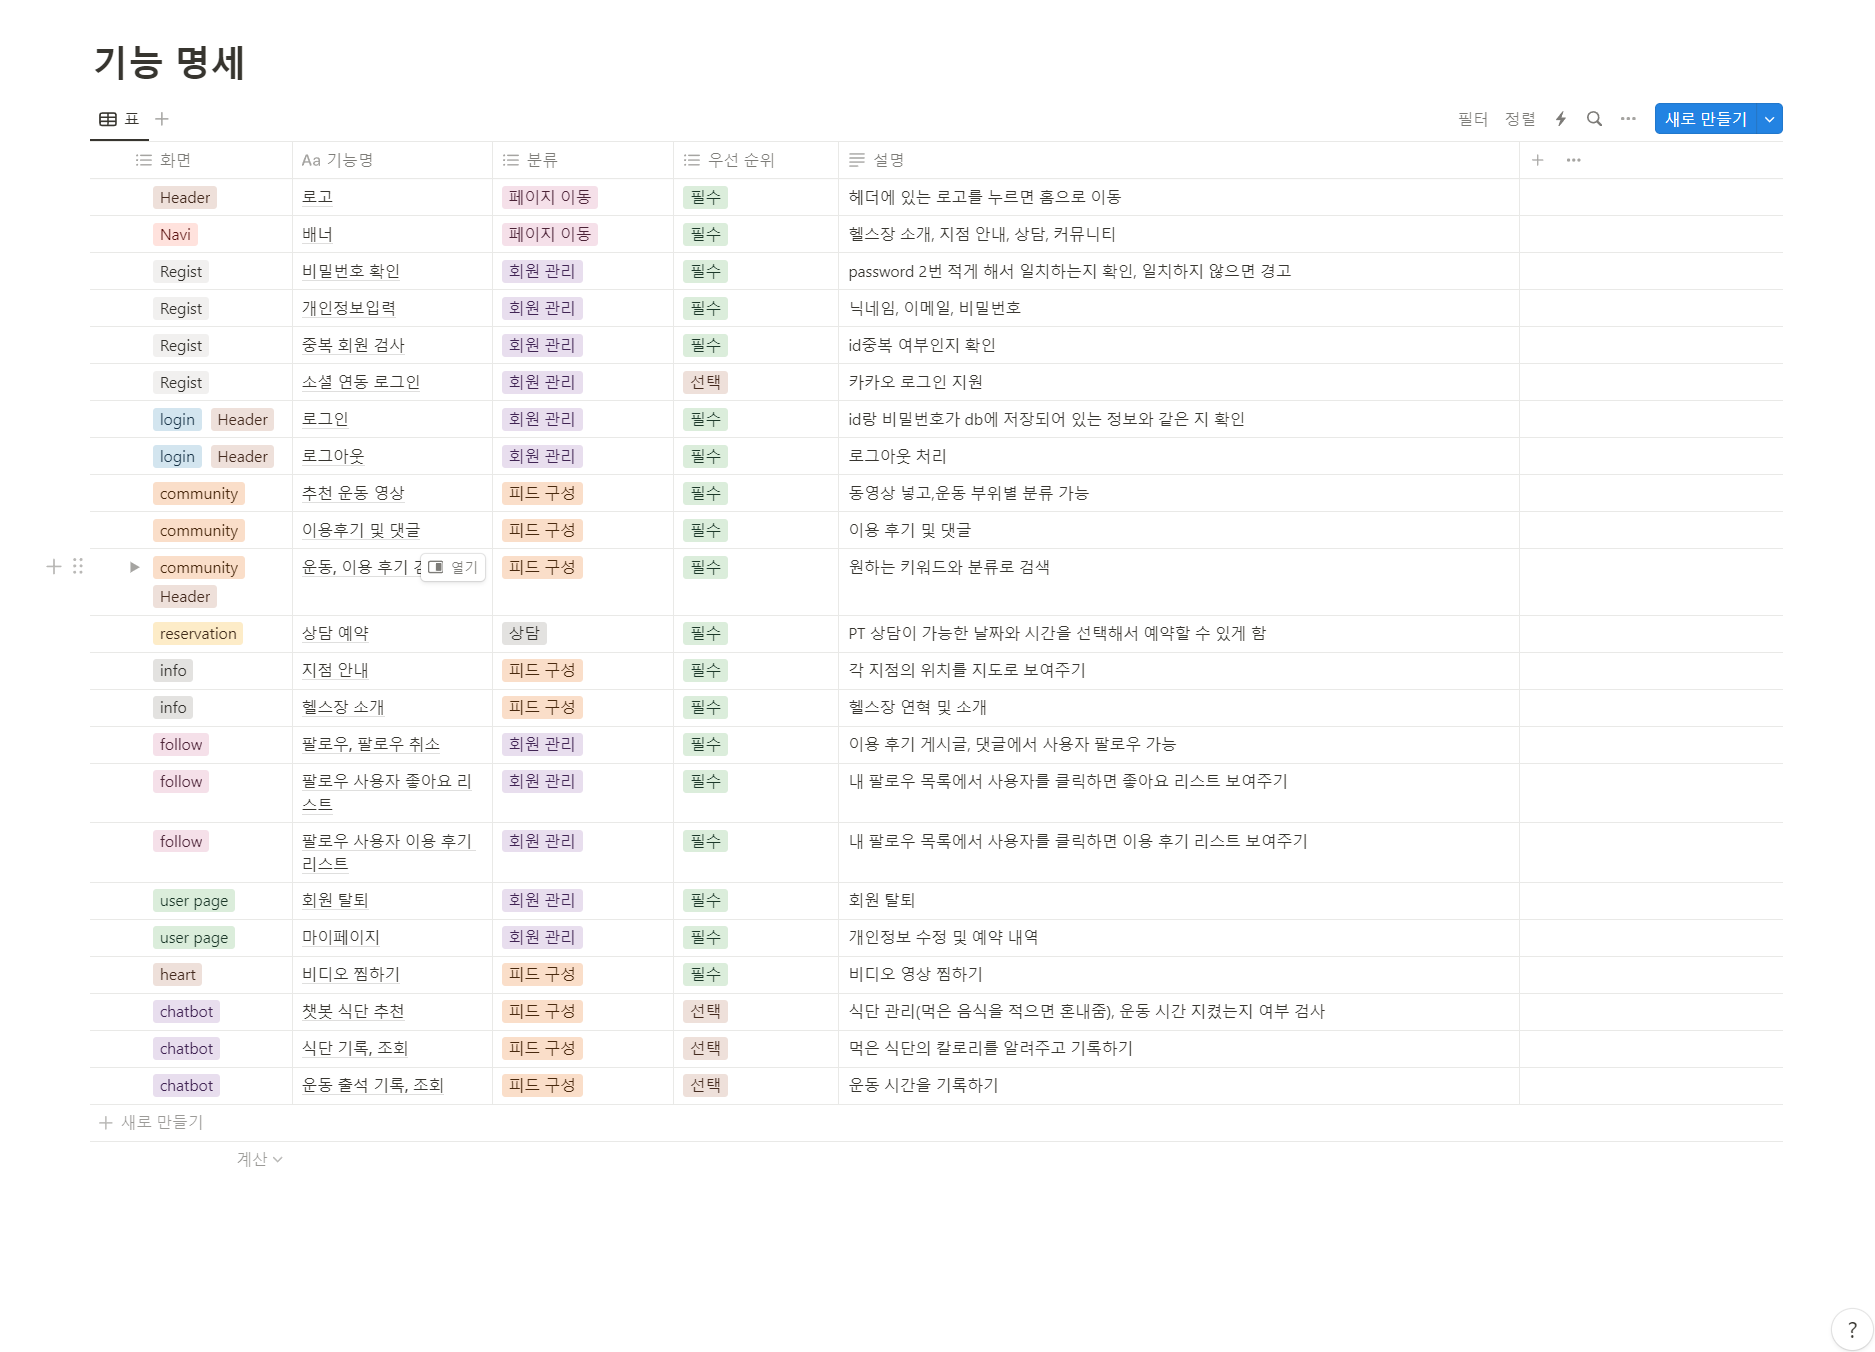 기능 명세
표
필터 정렬 새로 만들기
화면 Aa 기능명 분류 우선 순위 설명
Header 로고 페이지 이동 필수 헤더에 있는 로고를 누르면 홈으로 이동
Navi 배너 페이지 이동 필수 헬스장 소개, 지점 안내, 상담, 커뮤니티
Regist 비밀번호 확인 회원 관리 필수 password 2번 적게 해서 일치하는지 확인, 일치하지 않으면 경고
Regist 개인정보입력 회원 관리 필수 닉네임, 이메일, 비밀번호
Regist 중복 회원 검사 회원 관리 필수 id중복 여부인지 확인
Regist 소셜 연동 로그인 회원 관리 선택 카카오 로그인 지원
login Header 로그인 회원 관리 필수 id랑 비밀번호가 db에 저장되어 있는 정보와 같은 지 확인
login Header 로그아웃 회원 관리 필수 로그아웃 처리
community 추천 운동 영상 피드 구성 필수 동영상 넣고,운동 부위별 분류 가능
community 이용후기 및 댓글 피드 구성 필수 이용 후기 및 댓글
community 운동, 이용 후기 열기 피드 구성 필수 원하는 키워드와 분류로 검색
Header
reservation 상담 예약 상담 필수 PT 상담이 가능한 날짜와 시간을 선택해서 예약할 수 있게 함
info 지점 안내 피드 구성 필수 각 지점의 위치를 지도로 보여주기
info 헬스장 소개 피드 구성 필수 헬스장 연혁 및 소개
follow 팔로우, 팔로우 취소 회원 관리 필수 이용 후기 게시글, 댓글에서 사용자 팔로우 가능
follow 팔로우 사용자 좋아요 리 회원 관리 필수 내 팔로우 목록에서 사용자를 클릭하면 좋아요 리스트 보여주기
스트
follow 팔로우 사용자 이용 후기 회원 관리 필수 내 팔로우 목록에서 사용자를 클릭하면 이용 후기 리스트 보여주기
리스트
user page 회원 탈퇴 회원 관리 필수 회원 탈퇴
user page 마이페이지 회원 관리 필수 개인정보 수정 및 예약 내역
heart 비디오 찜하기 피드 구성 필수 비디오 영상 찜하기
chatbot 챗봇 식단 추천 피드 구성 선택 식단 관리(먹은 음식을 적으면 혼내줌), 운동 시간 지켰는지 여부 검사
chatbot 식단 기록, 조회 피드 구성 선택 먹은 식단의 칼로리를 알려주고 기록하기
chatbot 운동 출석 기록, 조회 피드 구성 선택 운동 시간을 기록하기
새로 만들기
계산
?